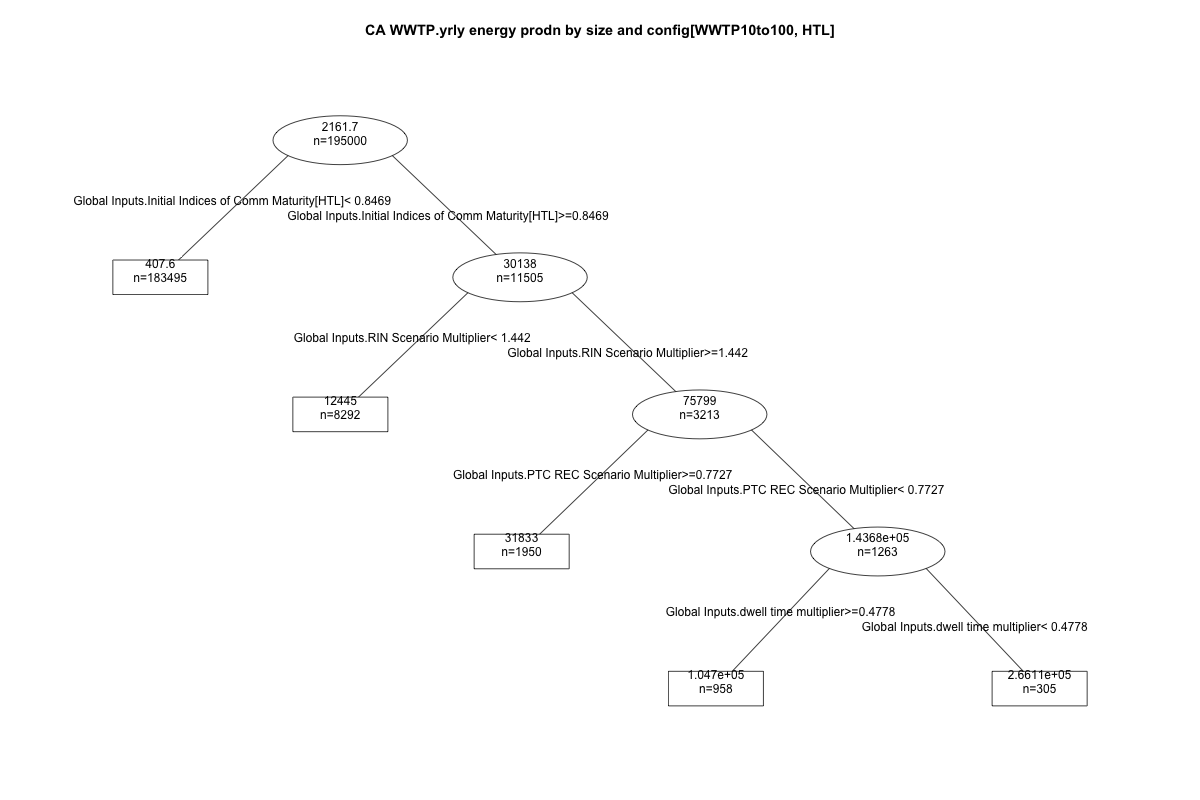 CA WWTP.yrly energy prodn by size and config[WWTP10to100, HTL]
2161.7
n=195000
Global Inputs.Initial Indices of Comm Maturity[HTL]< 0.8469
Global Inputs.Initial Indices of Comm Maturity[HTL]>=0.8469
407.6
n=183495
30138
n=11505
Global Inputs.RIN Scenario Multiplier< 1.442
Global Inputs.RIN Scenario Multiplier>=1.442
12445
n=8292
75799
n=3213
Global Inputs.PTC REC Scenario Multiplier>=0.7727
Global Inputs.PTC REC Scenario Multiplier< 0.7727
31833
n=1950
1.4368e+05
n=1263
Global Inputs.dwell time multiplier>=0.4778
Global Inputs.dwell time multiplier< 0.4778
1.047e+05
n=958
2.6611e+05
n=305